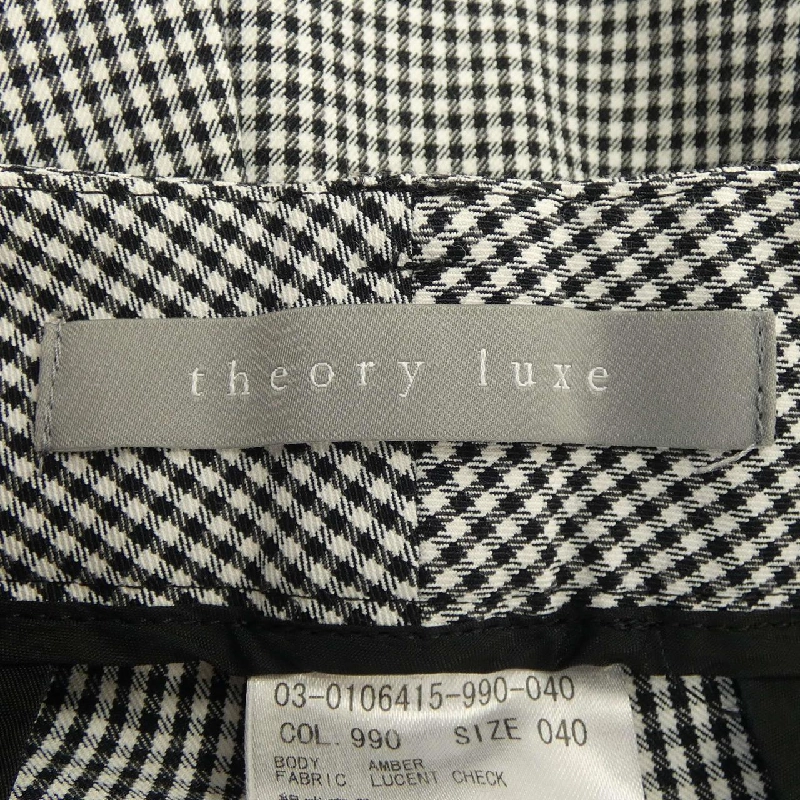 theory luxe
03-0106415-990-040
COL. 990 SIZE 040
BODY AMBER
FABRIC LUCENT CHECK